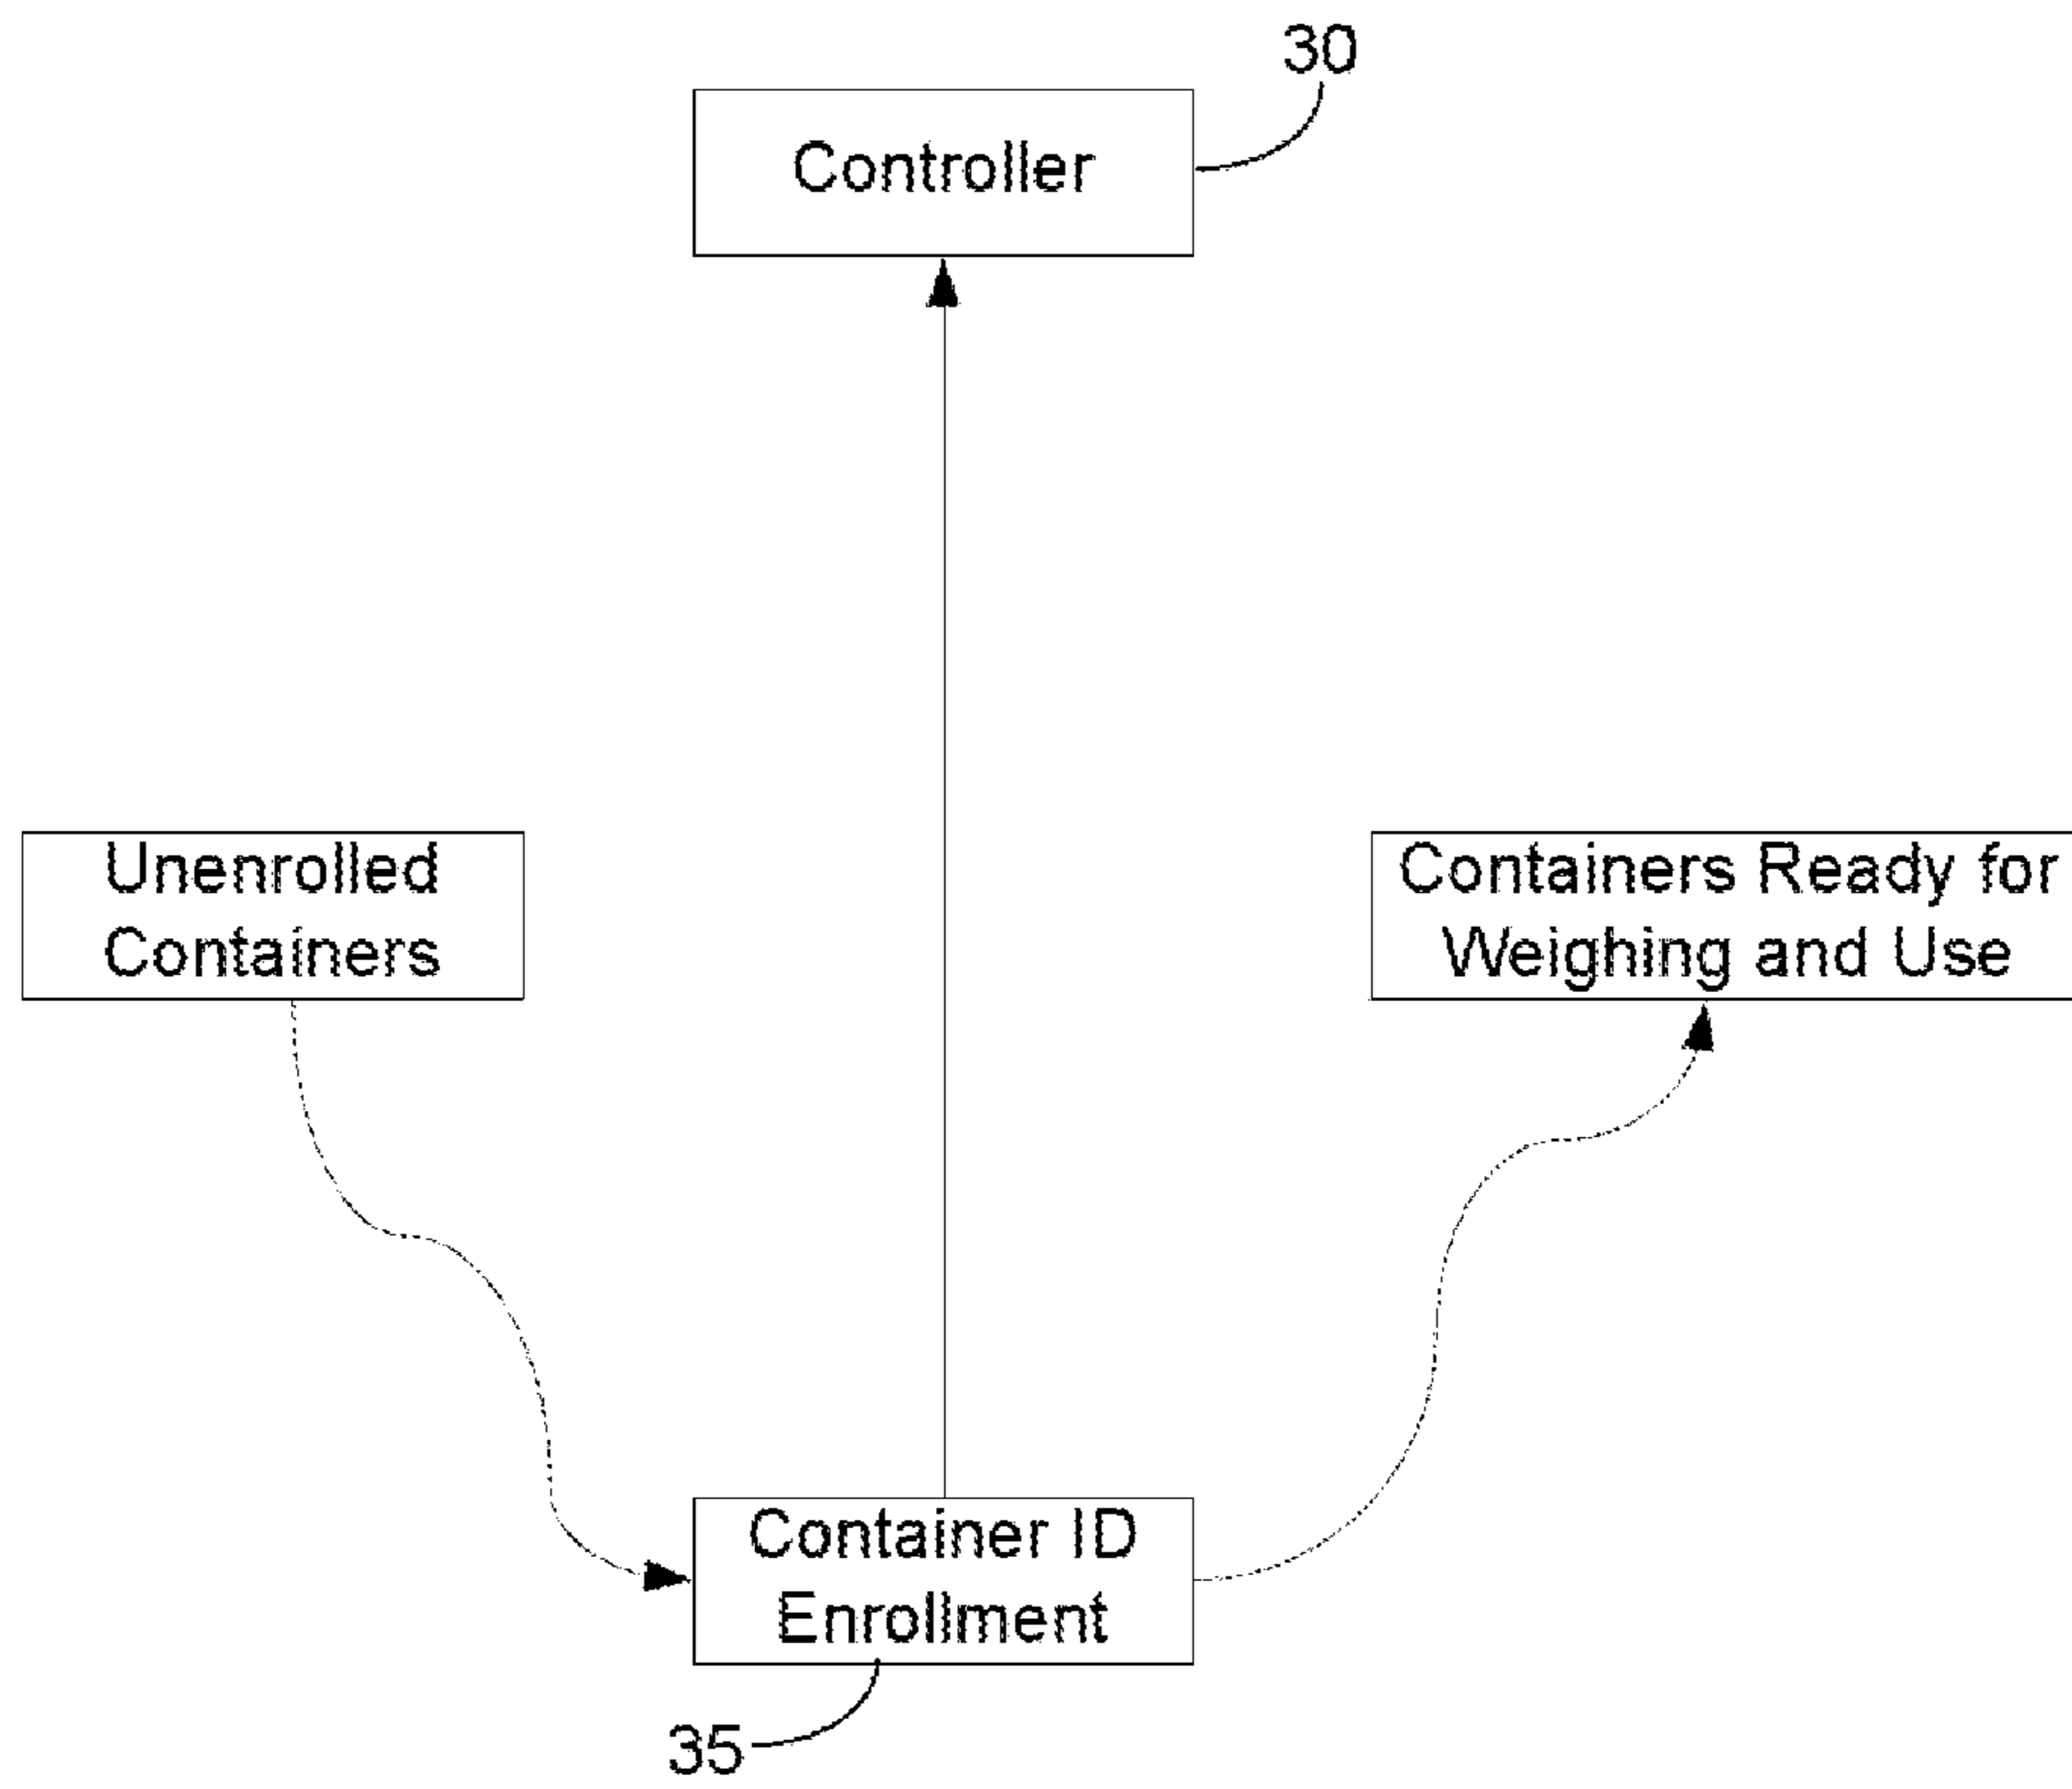 30
Controller
Unenrolled
Containers
Containers Ready for
Weighing and Use
Container ID
Enrollment
35